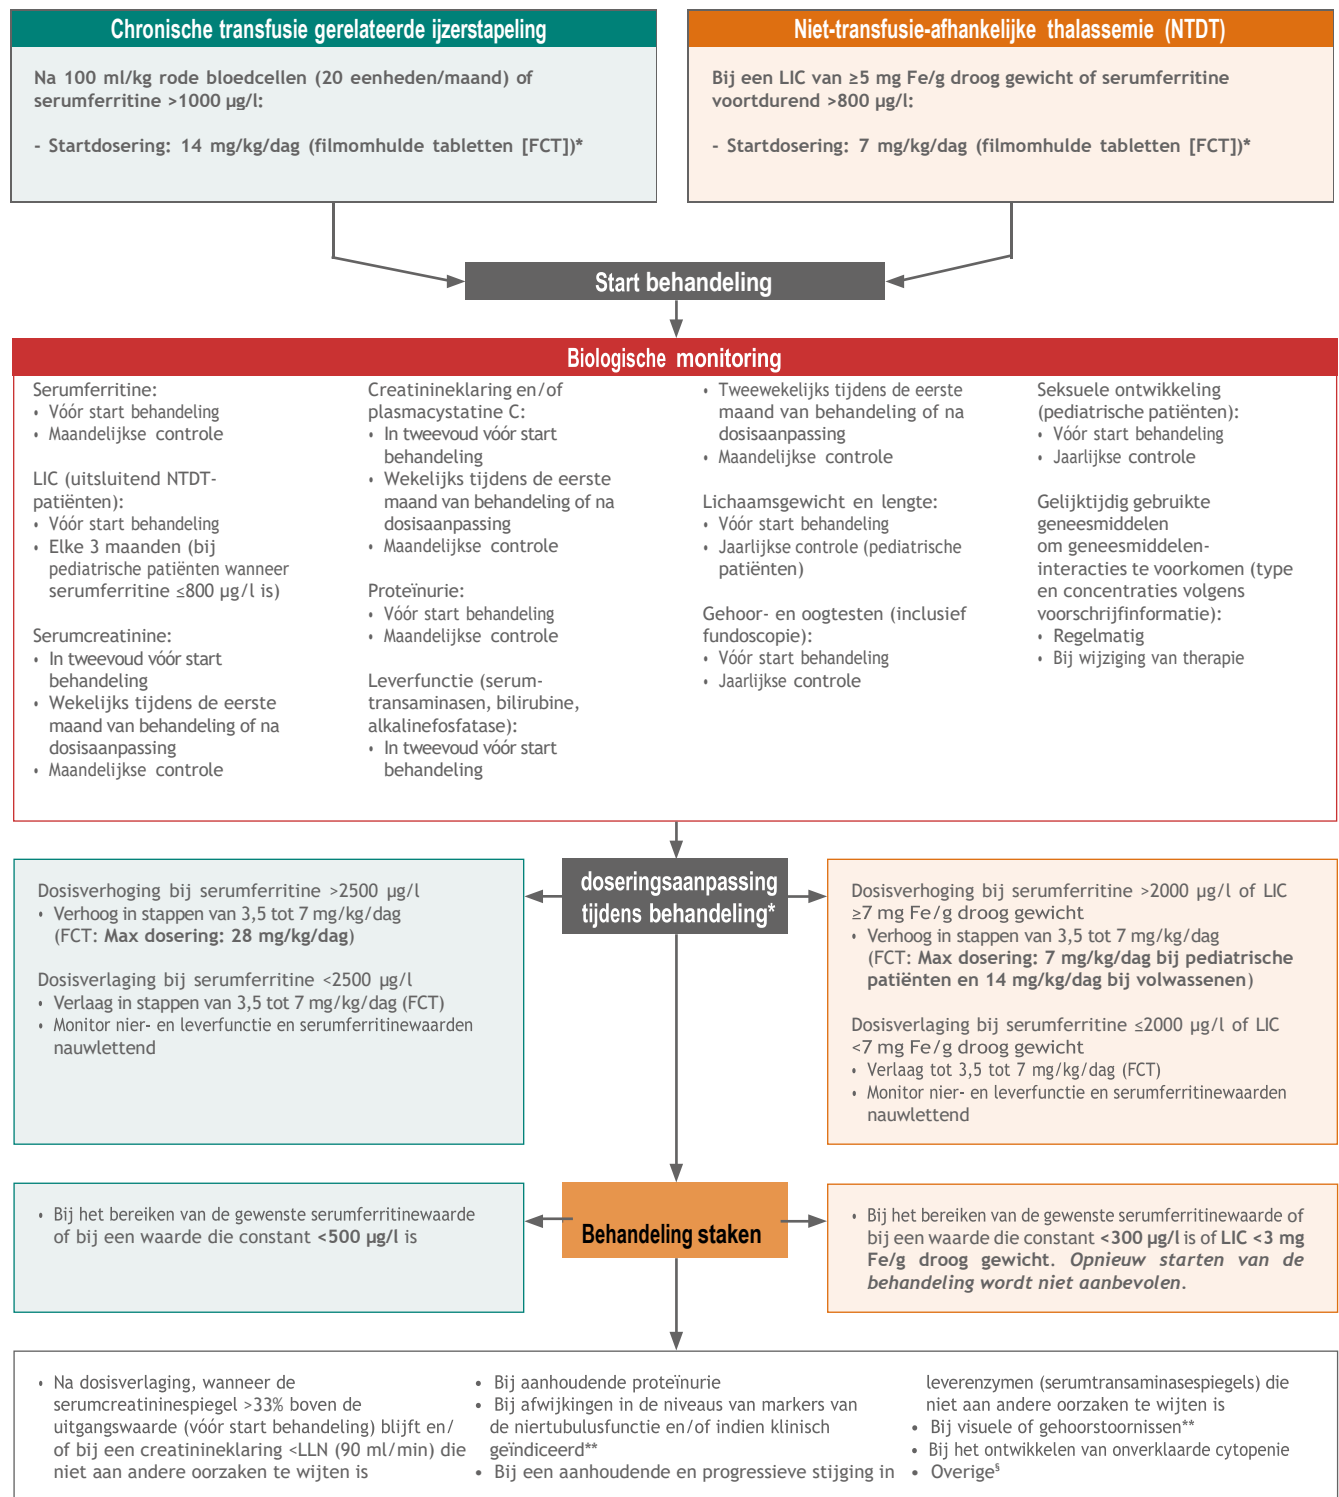 Chronische transfusie gerelateerde ijzerstapeling
Na 100 ml/kg rode bloedcellen (20 eenheden/maand) of
serumferritine >1000 µg/l:
- Startdosering: 14 mg/kg/dag (filmomhulde tabletten [FCT])*
Niet-transfusie-afhankelijke thalassemie (NTDT)
Bij een LIC van ≥5 mg Fe/g droog gewicht of serumferritine
voortdurend >800 µg/l:
- Startdosering: 7 mg/kg/dag (filmomhulde tabletten [FCT])*
Start behandeling
Biologische monitoring
Serumferritine:
• Vóór start behandeling
• Maandelijkse controle
LIC (uitsluitend NTDT-
patiënten):
• Vóór start behandeling
• Elke 3 maanden (bij
pediatrische patiënten wanneer
serumferritine ≤800 µg/l is)
Serumcreatinine:
• In tweevoud vóór start
behandeling
• Wekelijks tijdens de eerste
maand van behandeling of na
dosisaanpassing
• Maandelijkse controle
Creatinineklaring en/of
plasmacystatine C:
• In tweevoud vóór start
behandeling
• Wekelijks tijdens de eerste
maand van behandeling of na
dosisaanpassing
• Maandelijkse controle
Proteïnurie:
• Vóór start behandeling
• Maandelijkse controle
Leverfunctie (serum-
transaminasen, bilirubine,
alkalinefosfatase):
• In tweevoud vóór start
behandeling
• Tweewekelijks tijdens de eerste
maand van behandeling of na
dosisaanpassing
• Maandelijkse controle
Lichaamsgewicht en lengte:
• Vóór start behandeling
• Jaarlijkse controle (pediatrische
patiënten)
Gehoor- en oogtesten (inclusief
fundoscopie):
• Vóór start behandeling
• Jaarlijkse controle
Seksuele ontwikkeling
(pediatrische patiënten):
• Vóór start behandeling
• Jaarlijkse controle
Gelijktijdig gebruikte
geneesmiddelen
om geneesmiddelen-
interacties te voorkomen (type
en concentraties volgens
voorschrijfinformatie):
• Regelmatig
• Bij wijziging van therapie
doseringsaanpassing
tijdens behandeling*
Dosisverhoging bij serumferritine >2500 µg/l
• Verhoog in stappen van 3,5 tot 7 mg/kg/dag
(FCT: Max dosering: 28 mg/kg/dag)
Dosisverlaging bij serumferritine <2500 µg/l
• Verlaag in stappen van 3,5 tot 7 mg/kg/dag (FCT)
• Monitor nier- en leverfunctie en serumferritinewaarden
nauwlettend
Dosisverhoging bij serumferritine >2000 µg/l of LIC
≥7 mg Fe/g droog gewicht
• Verhoog in stappen van 3,5 tot 7 mg/kg/dag
(FCT: Max dosering: 7 mg/kg/dag bij pediatrische
patiënten en 14 mg/kg/dag bij volwassenen)
Dosisverlaging bij serumferritine ≤2000 µg/l of LIC
<7 mg Fe/g droog gewicht
• Verlaag tot 3,5 tot 7 mg/kg/dag (FCT)
• Monitor nier- en leverfunctie en serumferritinewaarden
nauwlettend
Behandeling staken
• Bij het bereiken van de gewenste serumferritinewaarde
of bij een waarde die constant <500 µg/l is
• Bij het bereiken van de gewenste serumferritinewaarde of
bij een waarde die constant <300 µg/l is of LIC <3 mg
Fe/g droog gewicht. Opnieuw starten van de
behandeling wordt niet aanbevolen.
• Na dosisverlaging, wanneer de
serumcreatininespiegel >33% boven de
uitgangswaarde (vóór start behandeling) blijft en/
of bij een creatinineklaring <LLN (90 ml/min) die
niet aan andere oorzaken te wijten is
• Bij aanhoudende proteïnurie
• Bij afwijkingen in de niveaus van markers van
de niertubulusfunctie en/of indien klinisch
geïndiceerd**
• Bij een aanhoudende en progressieve stijging in
leverenzymen (serumtransaminasespiegels) die
niet aan andere oorzaken te wijten is
• Bij visuele of gehoorstoornissen**
• Bij het ontwikkelen van onverklaarde cytopenie
• Overige§